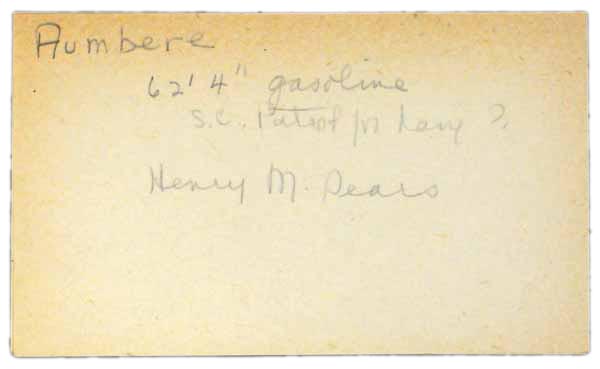 Aumbere
62' 4" gasoline
S.C. Patrol for Navy ?
Henry M. Sears